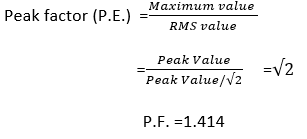 Peak factor (P.E.) = Maximum value / RMS value
= Peak Value / Peak Value/√2 = √2
P.F. =1.414